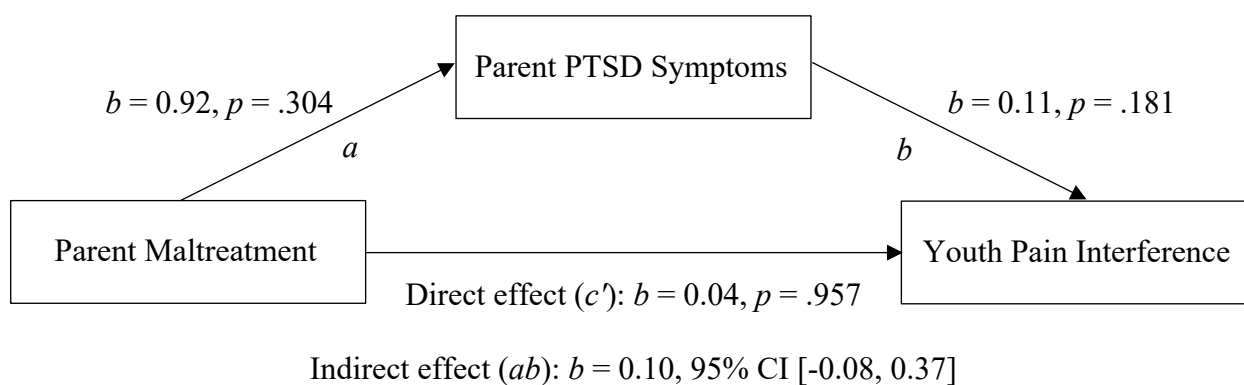 Parent PTSD Symptoms
b = 0.92, p = .304
b = 0.11, p = .181
a
b
Parent Maltreatment
Youth Pain Interference
Direct effect (c'): b = 0.04, p = .957
Indirect effect (ab): b = 0.10, 95% CI [-0.08, 0.37]